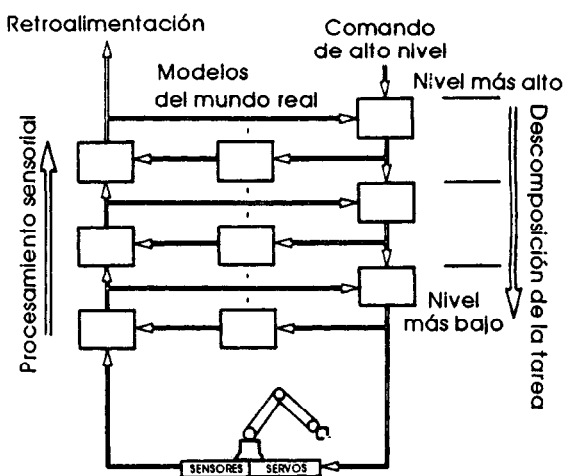 Retroalimentación
Comando
de alto nivel
Modelos
del mundo real
Nivel más alto
Procesamiento sensorial
Descomposición de la tarea
Nivel
más bajo
SENSORES
SERVOS